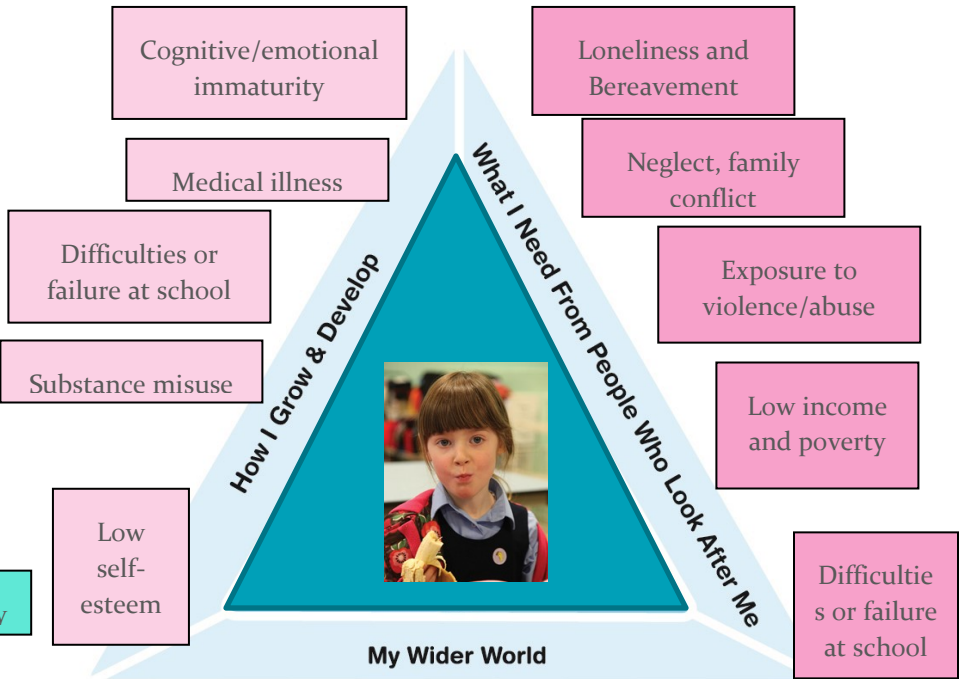 Cognitive/emotional
immaturity
Loneliness and
Bereavement
Medical illness
Neglect, family
conflict
Difficulties or
failure at school
Exposure to
violence/abuse
Substance misuse
Low income
and poverty
Low
self-
esteem
Difficultie
s or failure
at school
How I Grow & Develop
What I Need From People Who Look After Me
My Wider World